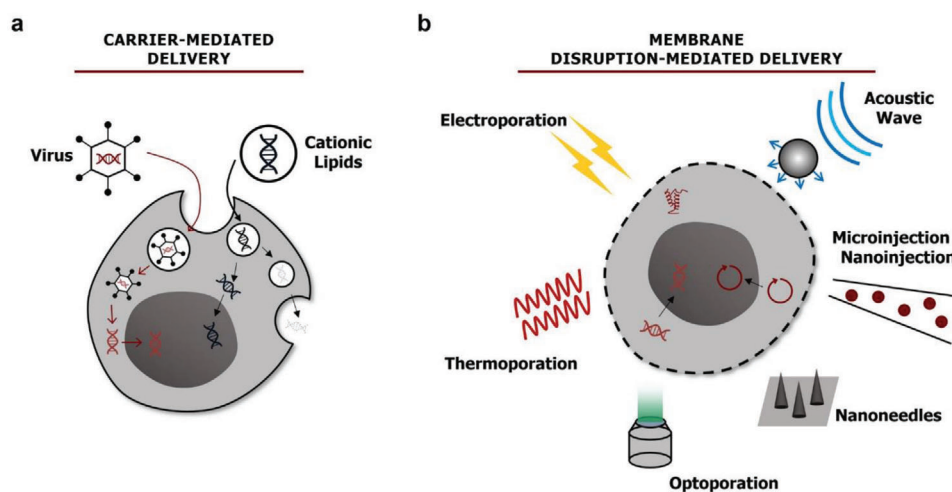 a
CARRIER-MEDIATED
DELIVERY
Virus
Cationic
Lipids
b
MEMBRANE
DISRUPTION-MEDIATED DELIVERY
Electroporation
Acoustic
Wave
Microinjection
Nanoinjection
Thermoporation
Nanoneedles
Optoporation